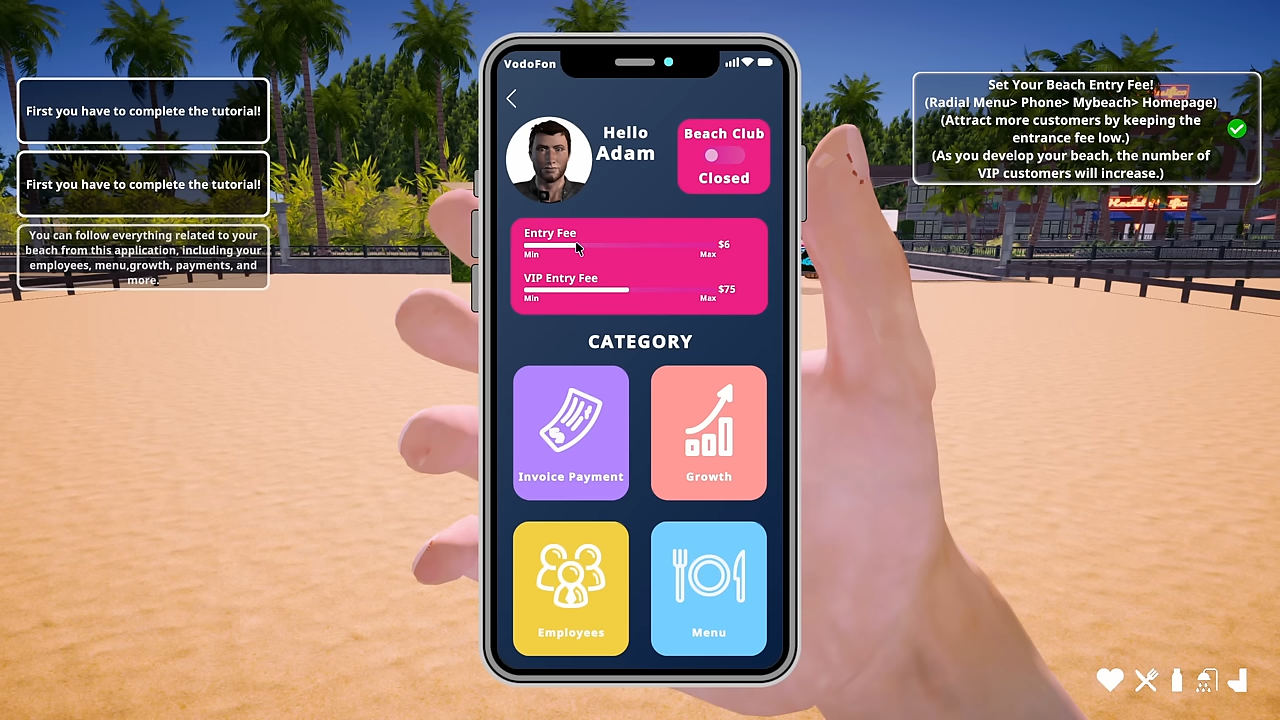 First you have to complete the tutorial!
First you have to complete the tutorial!
You can follow everything related to your
beach from this application, including your
employees, menu,growth, payments, and
more.
VodoFon
Hello
Adam
Beach Club
Closed
Entry Fee
$6
Min
Max
VIP Entry Fee
$75
Min
Max
CATEGORY
Invoice Payment
Growth
Employees
Menu
Set Your Beach Entry Fee!
(Radial Menu> Phone> Mybeach> Homepage)
(Attract more customers by keeping the
entrance fee low.)
(As you develop your beach, the number of
VIP customers will increase.)